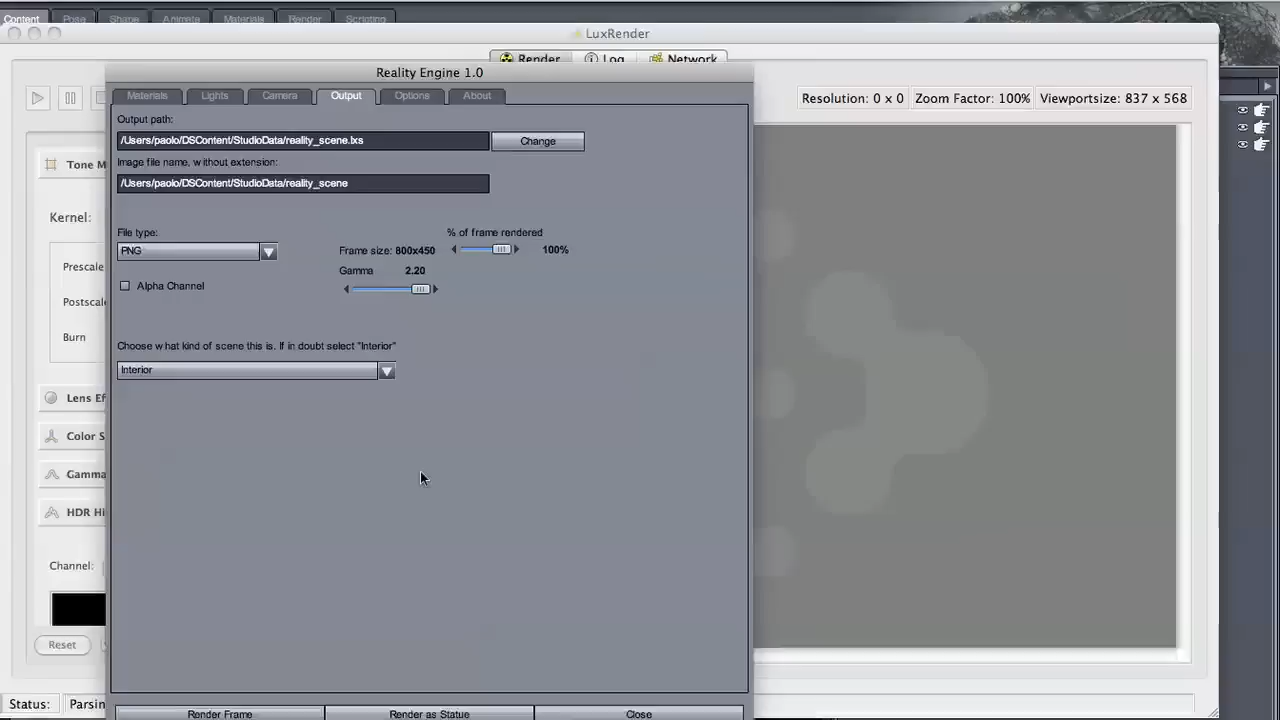 Content Pose Shape Animate Materials Render Scripting
LuxRender
Render Log Network
Reality Engine 1.0
Materials Lights Camera Output Options About
Resolution: 0 x 0 Zoom Factor: 100% Viewportsize: 837 x 568
Output path:
/Users/paolo/DSContent/StudioData/reality_scene.lxs Change
Image file name, without extension:
/Users/paolo/DSContent/StudioData/reality_scene
Tone M
Kernel:
Prescale
Postscale
Burn
File type:
PNG
Alpha Channel
% of frame rendered
Frame size: 800x450 100%
Gamma 2.20
Choose what kind of scene this is. If in doubt select "Interior"
Interior
Lens Ef
Color S
Gamma
HDR Hi
Channel:
Reset
Status: Parsin
Render Frame Render as Statue Close